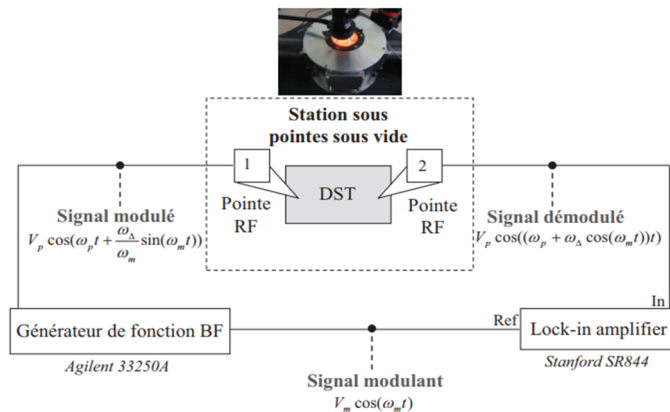 Station sous
pointes sous vide
1
2
DST
Pointe
RF
Pointe
RF
Signal modulé
V_p cos(ω_p t + ω_Δ/ω_m sin(ω_m t))
Signal démodulé
V_p cos((ω_p + ω_Δ cos(ω_m t))t)
In
Générateur de fonction BF
Ref
Lock-in amplifier
Agilent 33250A
Stanford SR844
Signal modulant
V_m cos(ω_m t)